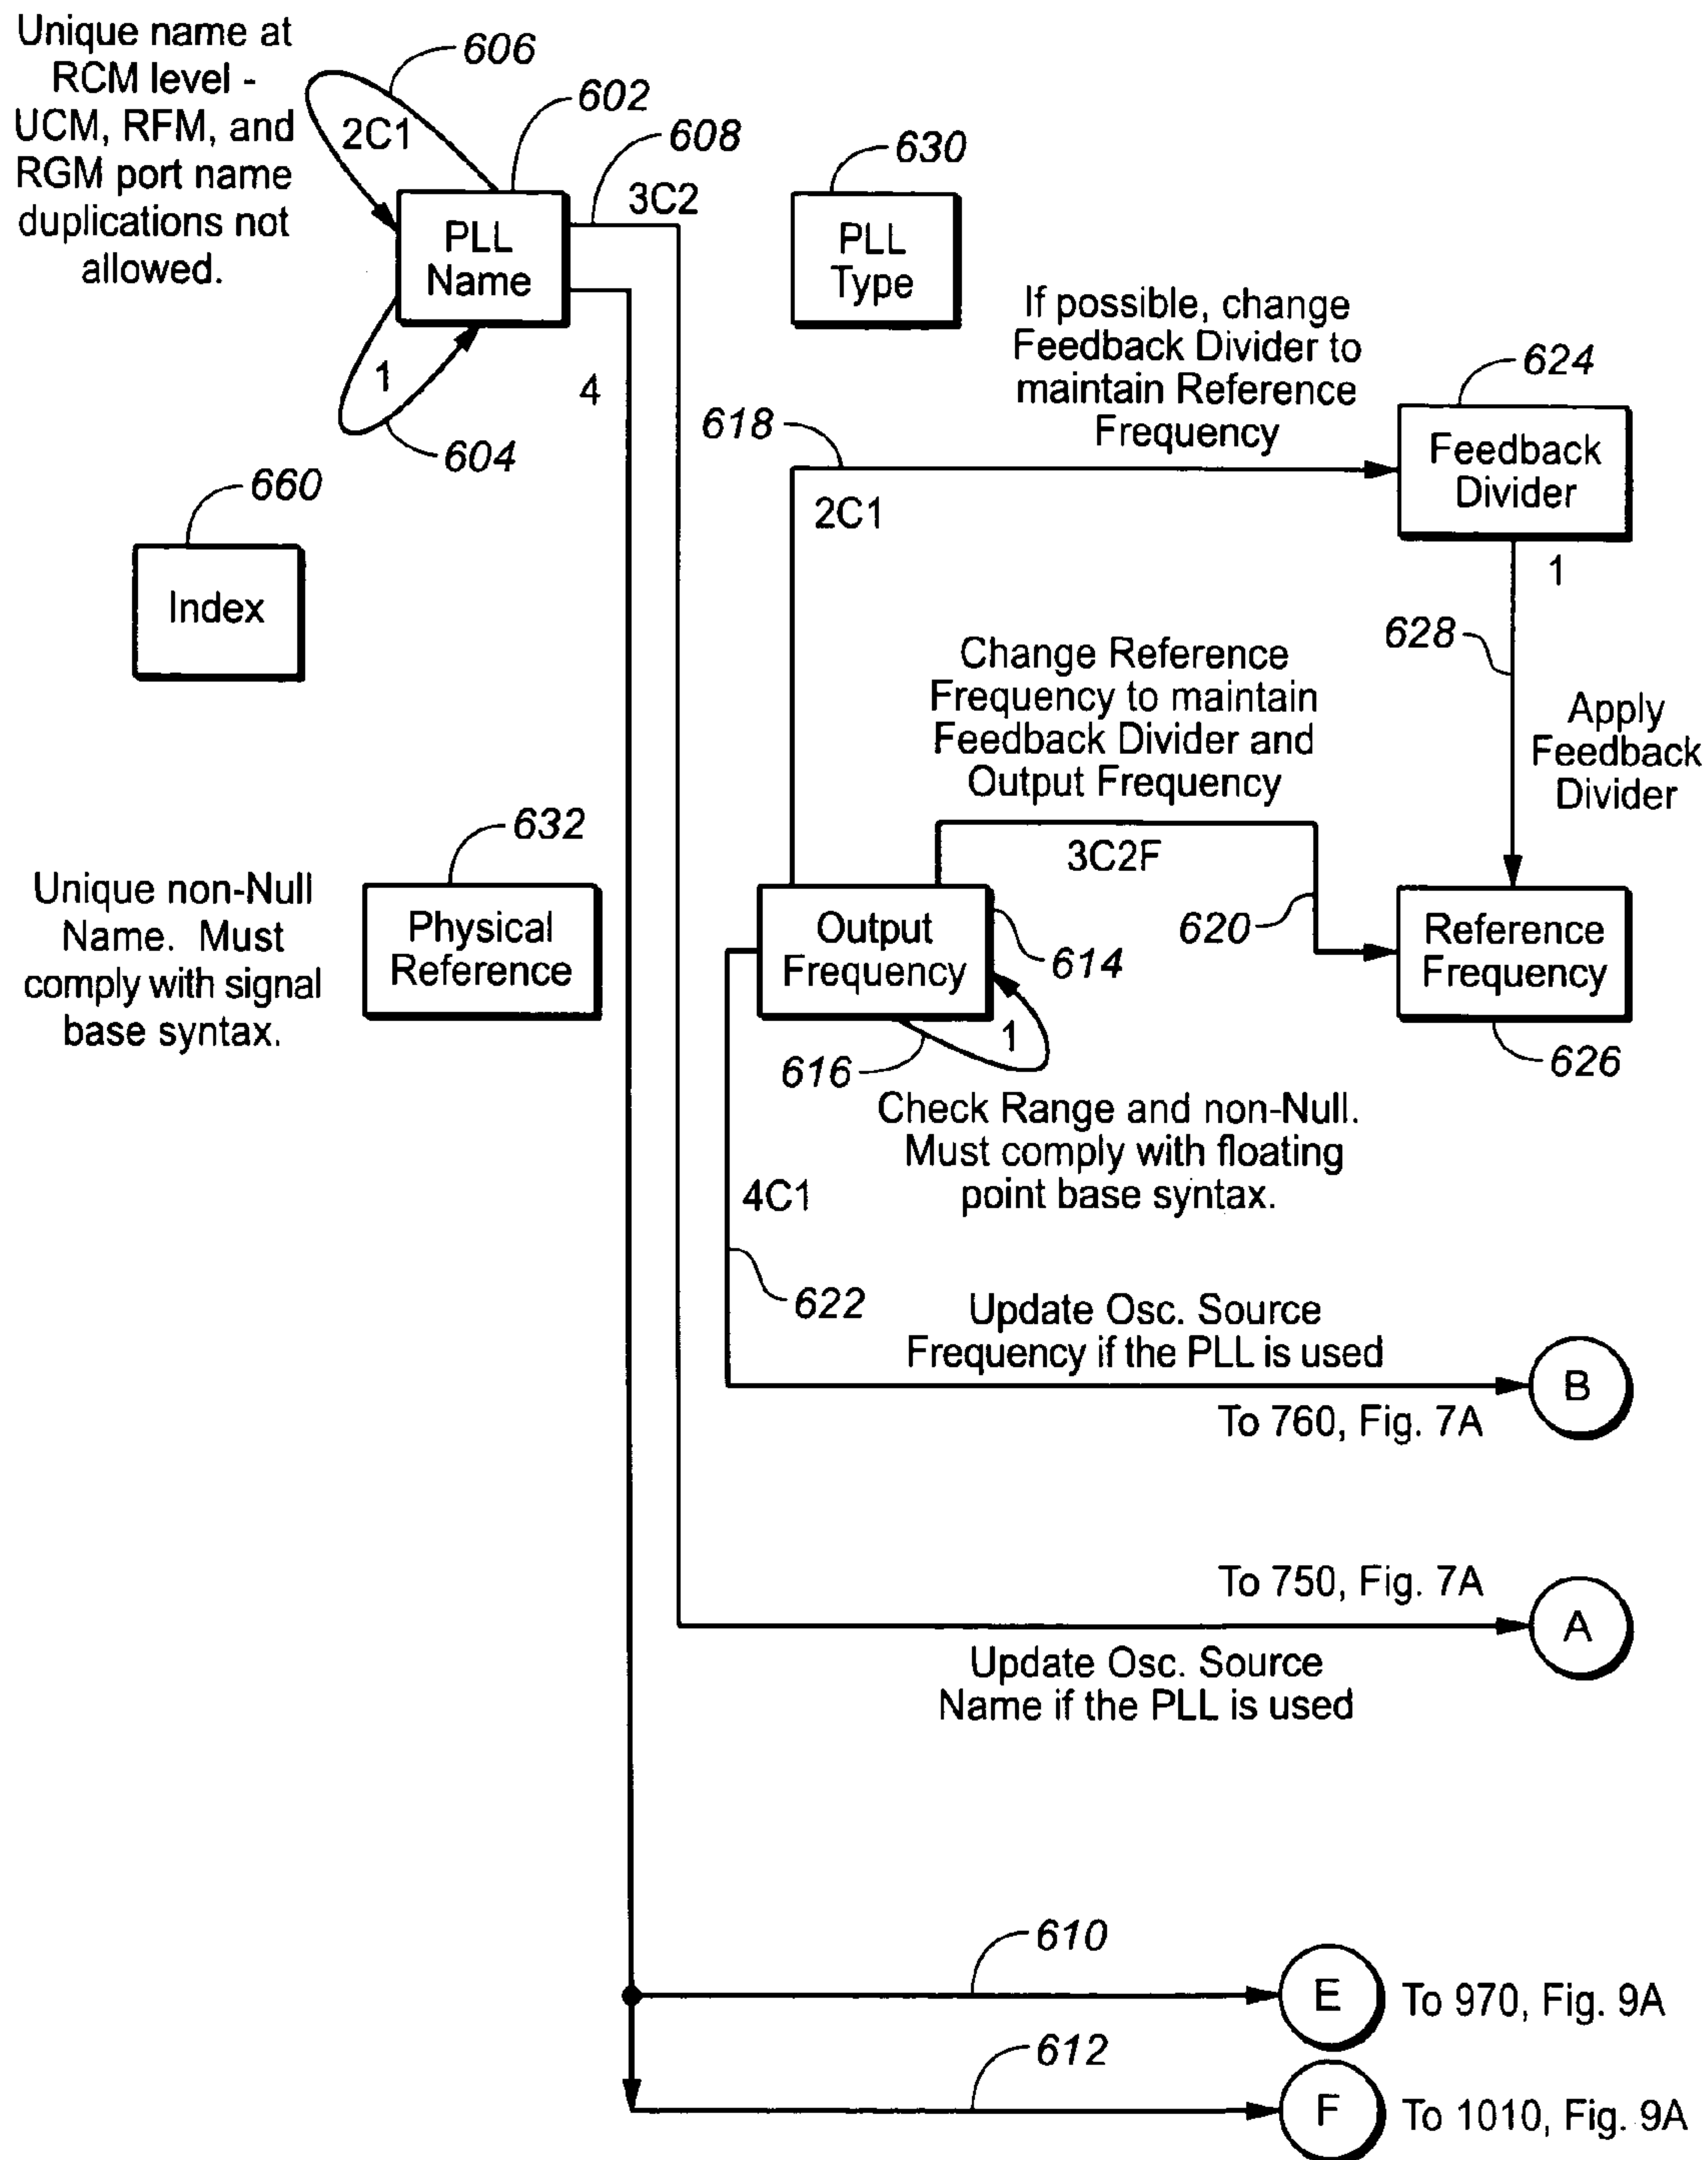 Unique name at
RCM level -
UCM, RFM, and
RGM port name
duplications not
allowed.
606
2C1
602
608
3C2
PLL
Name
1
604
4
630
PLL
Type
If possible, change
Feedback Divider to
maintain Reference
Frequency
618
2C1
624
Feedback
Divider
1
660
Index
628
Change Reference
Frequency to maintain
Feedback Divider and
Output Frequency
Apply
Feedback
Divider
3C2F
632
Unique non-Null
Name. Must
comply with signal
base syntax.
Physical
Reference
Output
Frequency
614
620
Reference
Frequency
626
616
1
Check Range and non-Null.
Must comply with floating
point base syntax.
4C1
622
Update Osc. Source
Frequency if the PLL is used
B
To 760, Fig. 7A
To 750, Fig. 7A
A
Update Osc. Source
Name if the PLL is used
610
E
To 970, Fig. 9A
612
F
To 1010, Fig. 9A